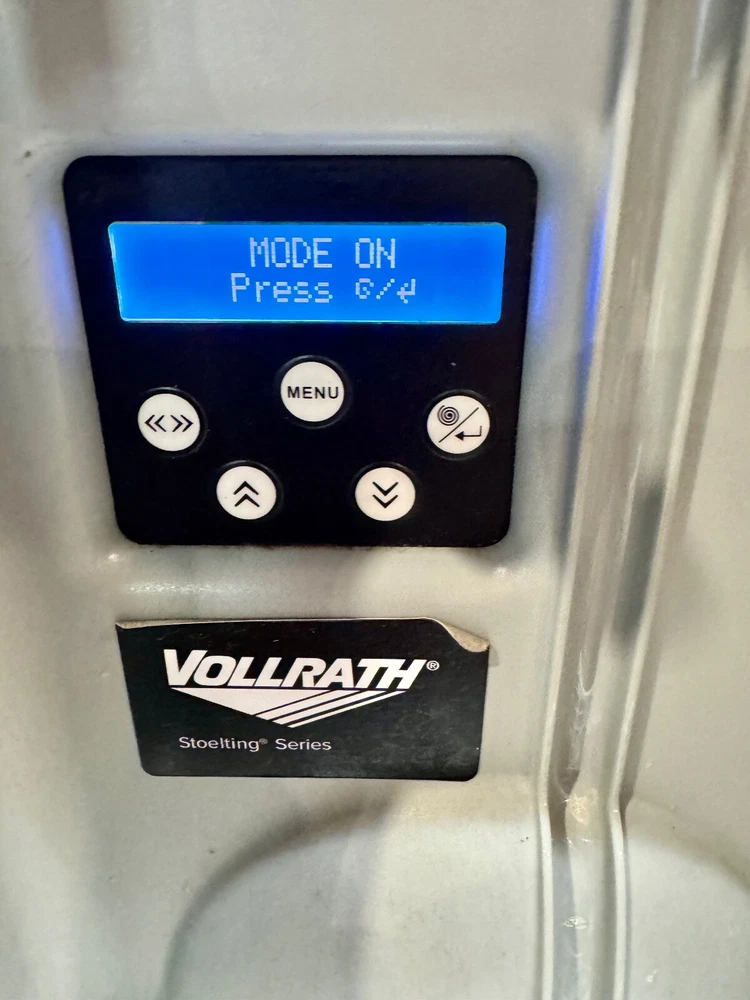 MODE ON
Press
MENU
VOLLRATH®
Stoelting® Series